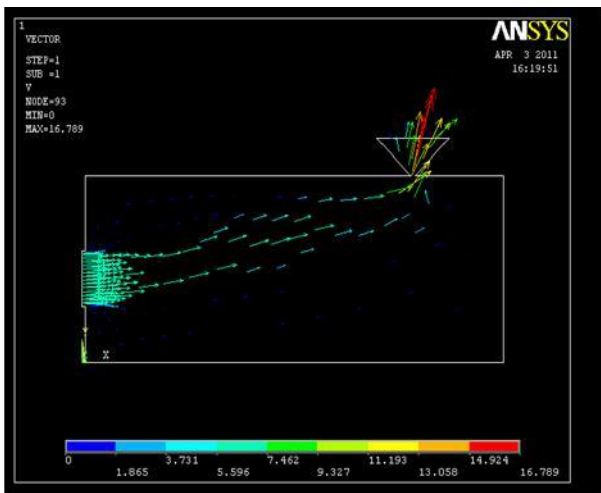 1
VECTOR
STEP=1
SUB =1
V
NODE=93
MIN=0
MAX=16.789
ANSYS
APR 3 2011
16:19:51
Y
X
0 3.731 7.462 11.193 14.924
1.865 5.596 9.327 13.058 16.789